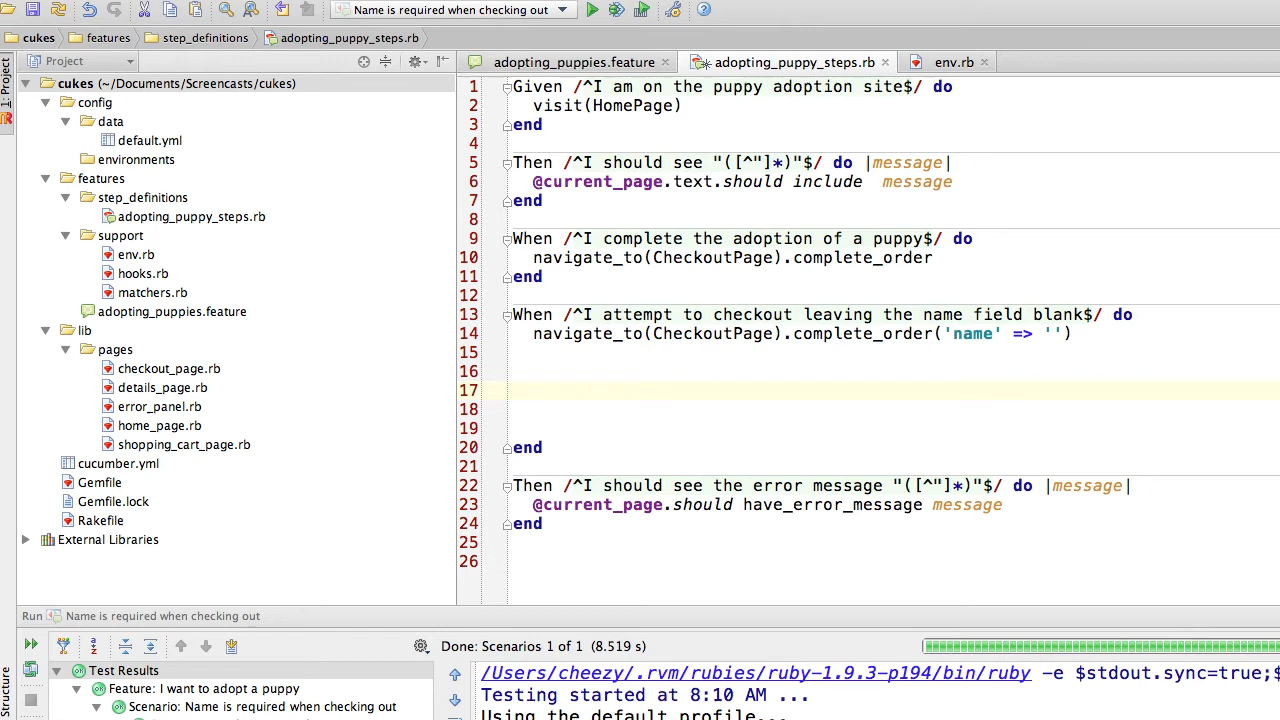 Name is required when checking out
cukes features step_definitions adopting_puppy_steps.rb
1: Project
Project
adopting_puppies.feature adopting_puppy_steps.rb env.rb
cukes (~/Documents/Screencasts/cukes)
config
data
default.yml
environments
features
step_definitions
adopting_puppy_steps.rb
support
env.rb
hooks.rb
matchers.rb
adopting_puppies.feature
lib
pages
checkout_page.rb
details_page.rb
error_panel.rb
home_page.rb
shopping_cart_page.rb
cucumber.yml
Gemfile
Gemfile.lock
Rakefile
External Libraries
1 Given /^I am on the puppy adoption site$/ do
2 visit(HomePage)
3 end
4
5 Then /^I should see "([^"]*)"$/ do |message|
6 @current_page.text.should include  message
7 end
8
9 When /^I complete the adoption of a puppy$/ do
10 navigate_to(CheckoutPage).complete_order
11 end
12
13 When /^I attempt to checkout leaving the name field blank$/ do
14 navigate_to(CheckoutPage).complete_order('name' => '')
15
16
17
18
19
20 end
21
22 Then /^I should see the error message "([^"]*)"$/ do |message|
23 @current_page.should have_error_message message
24 end
25
26
Run Name is required when checking out
Done: Scenarios 1 of 1 (8.519 s)
Test Results
Feature: I want to adopt a puppy
Scenario: Name is required when checking out
Structure
/Users/cheezy/.rvm/rubies/ruby-1.9.3-p194/bin/ruby -e $stdout.sync=true;$
Testing started at 8:10 AM ...
Using the default profile...